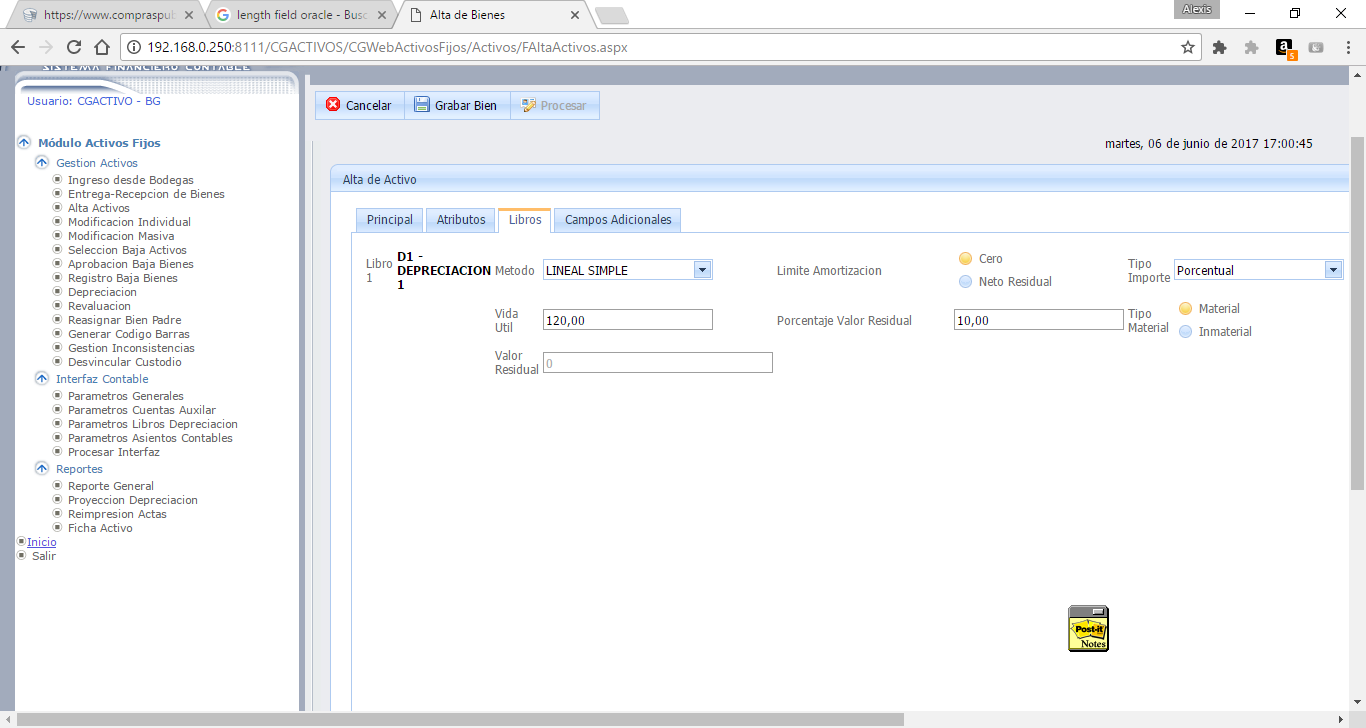 https://www.compraspub
length field oracle - Busc
Alta de Bienes
Alexis
192.168.0.250:8111/CGACTIVOS/CGWebActivosFijos/Activos/FAltaActivos.aspx
SISTEMA FINANCIERO CONTABLE
Usuario: CGACTIVO - BG
Módulo Activos Fijos
Gestion Activos
Ingreso desde Bodegas
Entrega-Recepcion de Bienes
Alta Activos
Modificacion Individual
Modificacion Masiva
Seleccion Baja Activos
Aprobacion Baja Bienes
Registro Baja Bienes
Depreciacion
Revaluacion
Reasignar Bien Padre
Generar Codigo Barras
Gestion Inconsistencias
Desvincular Custodio
Interfaz Contable
Parametros Generales
Parametros Cuentas Auxilar
Parametros Libros Depreciacion
Parametros Asientos Contables
Procesar Interfaz
Reportes
Reporte General
Proyeccion Depreciacion
Reimpresion Actas
Ficha Activo
Inicio
Salir
Cancelar Grabar Bien Procesar
martes, 06 de junio de 2017 17:00:45
Alta de Activo
Principal Atributos Libros Campos Adicionales
Libro
1
D1 -
DEPRECIACION
1
Metodo LINEAL SIMPLE
Limite Amortizacion
Cero
Neto Residual
Tipo
Importe
Porcentual
Vida
Util
120,00
Porcentaje Valor Residual 10,00
Tipo
Material
Material
Inmaterial
Valor
Residual
0
Post-it
Notes